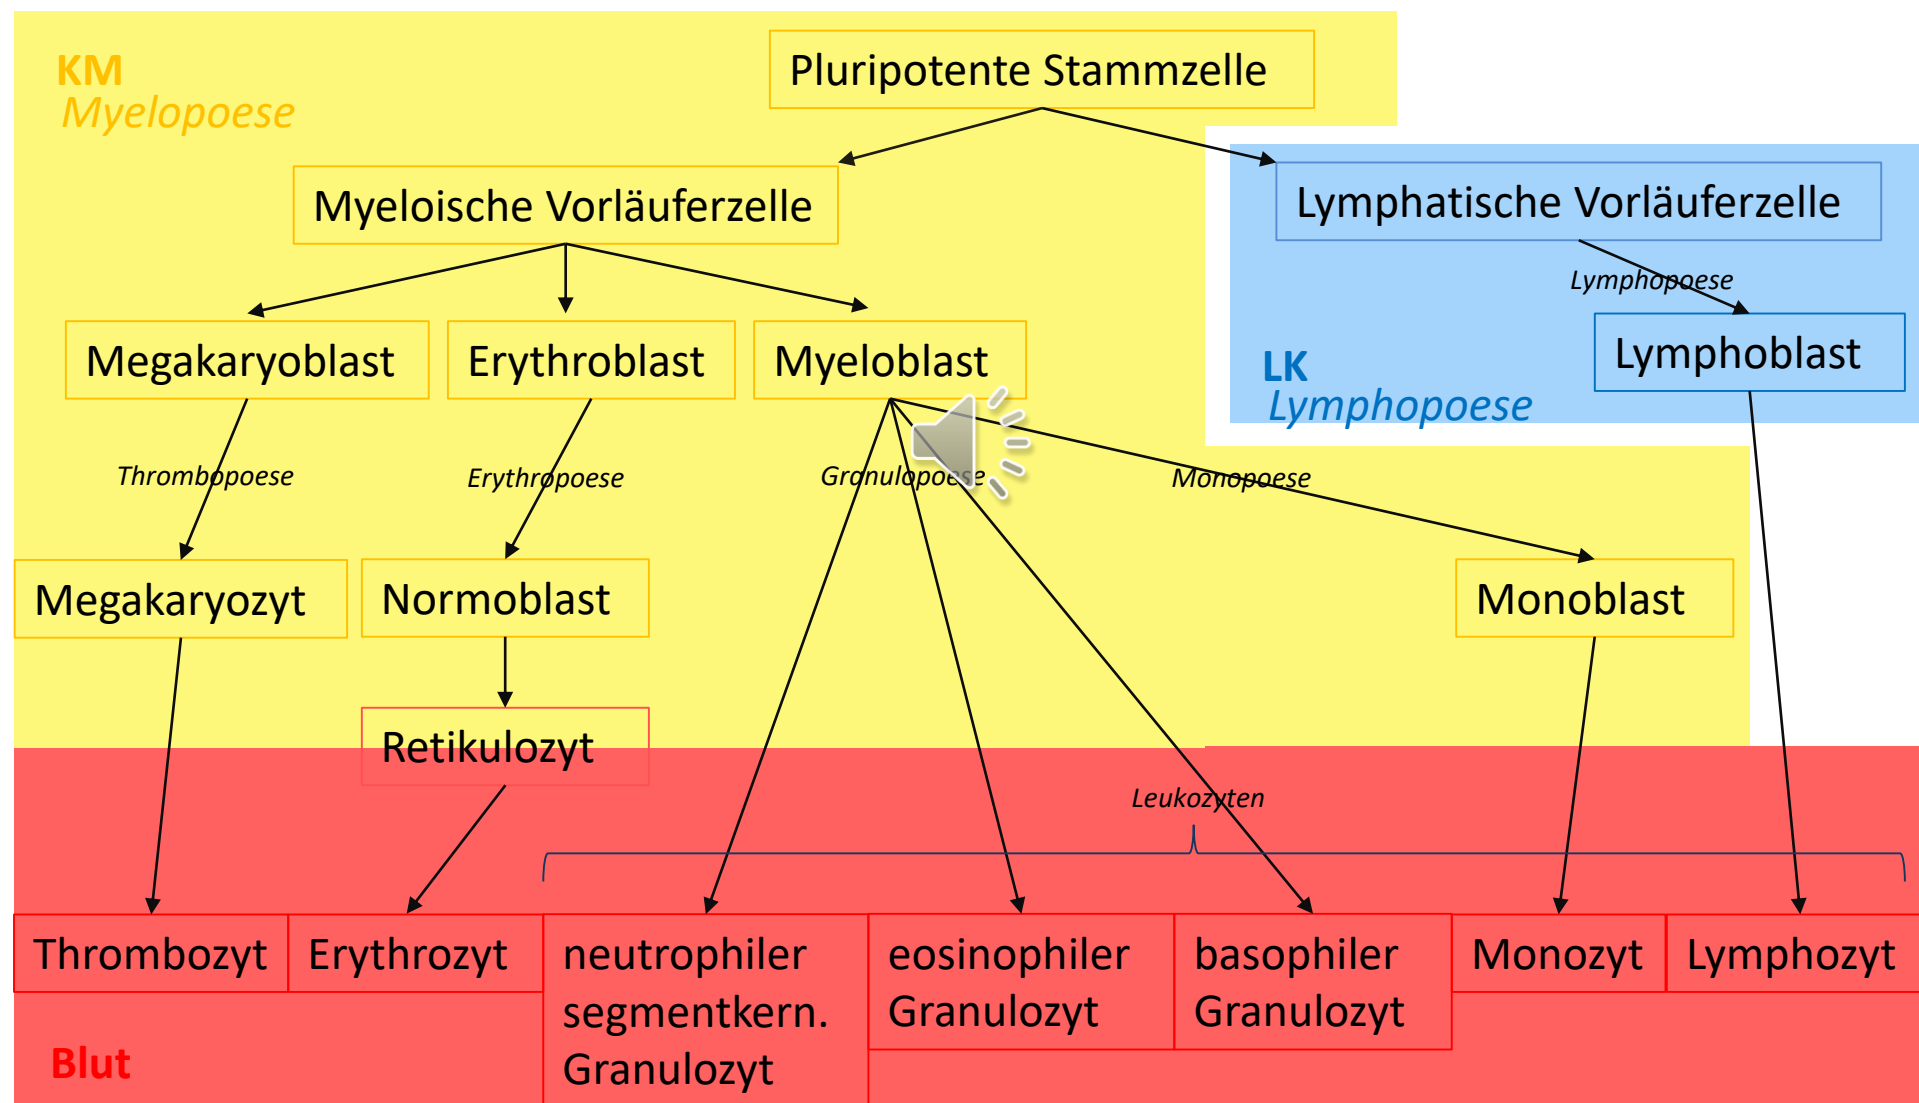 KM
Myelopoese
Pluripotente Stammzelle
Myeloische Vorläuferzelle
Lymphatische Vorläuferzelle
Lymphopoese
Megakaryoblast
Erythroblast
Myeloblast
Lymphoblast
LK
Lymphopoese
Thrombopoese
Erythropoese
Granulopoese
Monopoese
Megakaryozyt
Normoblast
Monoblast
Retikulozyt
Leukozyten
Thrombozyt
Erythrozyt
neutrophiler
segmentkern.
Granulozyt
eosinophiler
Granulozyt
basophiler
Granulozyt
Monozyt
Lymphozyt
Blut